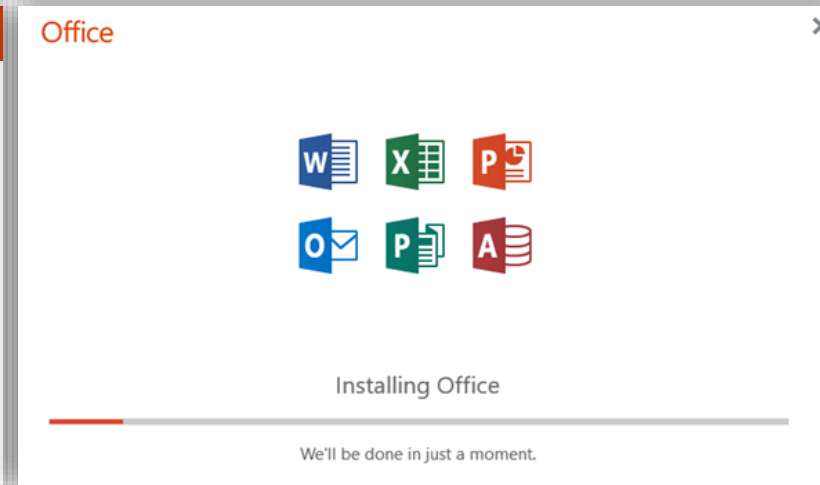 Office
W X P
O P A
Installing Office
We'll be done in just a moment.